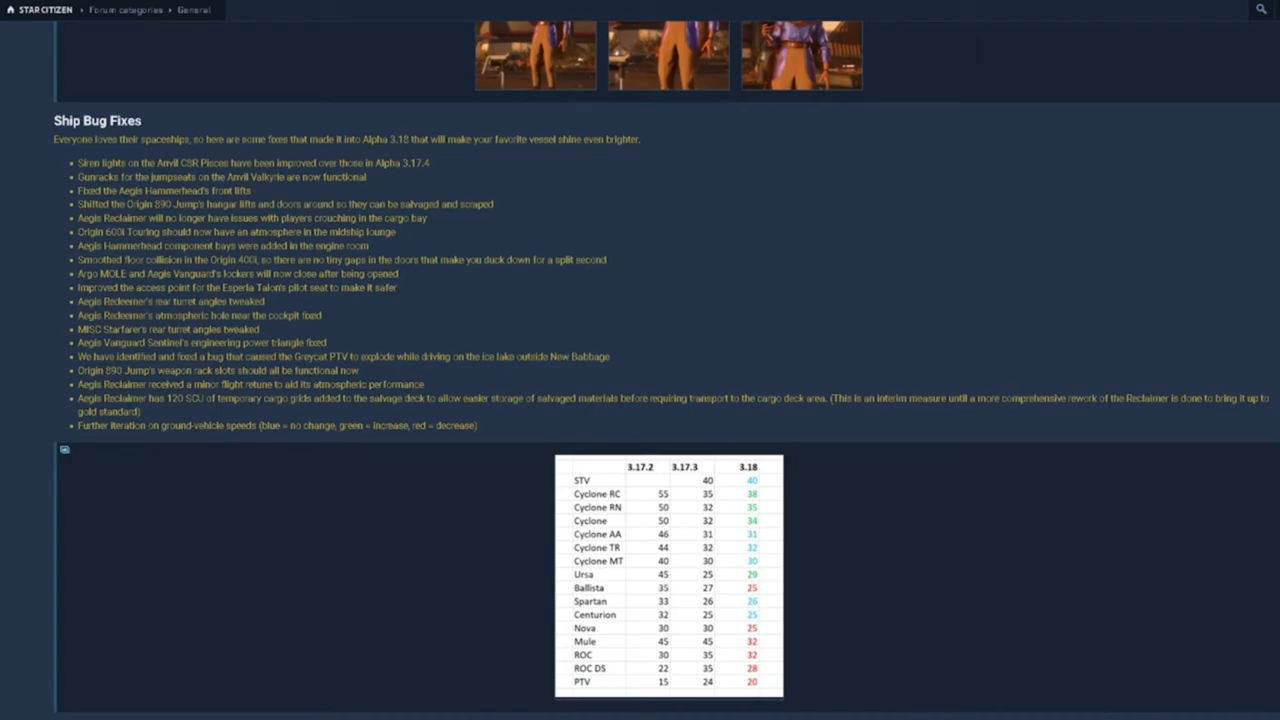 STAR CITIZEN › Forum categories › General
Ship Bug Fixes
Everyone loves their spaceships, so here are some fixes that made it into Alpha 3.18 that will make your favorite vessel shine even brighter.
• Siren lights on the Anvil C8R Pisces have been improved over those in Alpha 3.17.4
• Gunracks for the jumpseats on the Anvil Valkyrie are now functional
• Fixed the Aegis Hammerhead's front lifts
• Shifted the Origin 890 Jump's hangar lifts and doors around so they can be salvaged and scraped
• Aegis Reclaimer will no longer have issues with players crouching in the cargo bay
• Origin 600i Touring should now have an atmosphere in the midship lounge
• Aegis Hammerhead component bays were added in the engine room
• Smoothed floor collision in the Origin 400i, so there are no tiny gaps in the doors that make you duck down for a split second
• Argo MOLE and Aegis Vanguard's lockers will now close after being opened
• Improved the access point for the Esperia Talon's pilot seat to make it safer
• Aegis Redeemer's rear turret angles tweaked
• Aegis Redeemer's atmospheric hole near the cockpit fixed
• MISC Starfarer's rear turret angles tweaked
• Aegis Vanguard Sentinel's engineering power triangle fixed
• We have identified and fixed a bug that caused the Greycat PTV to explode while driving on the ice lake outside New Babbage
• Origin 890 Jump's weapon rack slots should all be functional now
• Aegis Reclaimer received a minor flight retune to aid its atmospheric performance
• Aegis Reclaimer has 120 SCU of temporary cargo grids added to the salvage deck to allow easier storage of salvaged materials before requiring transport to the cargo deck area. (This is an interim measure until a more comprehensive rework of the Reclaimer is done to bring it up to
gold standard)
• Further iteration on ground-vehicle speeds (blue = no change, green = increase, red = decrease)
3.17.2 3.17.3 3.18
STV 40 40
Cyclone RC 55 35 38
Cyclone RN 50 32 35
Cyclone 50 32 34
Cyclone AA 46 31 31
Cyclone TR 44 32 32
Cyclone MT 40 30 30
Ursa 45 25 29
Ballista 35 27 25
Spartan 33 26 26
Centurion 32 25 25
Nova 30 30 25
Mule 45 45 32
ROC 30 35 32
ROC DS 22 35 28
PTV 15 24 20